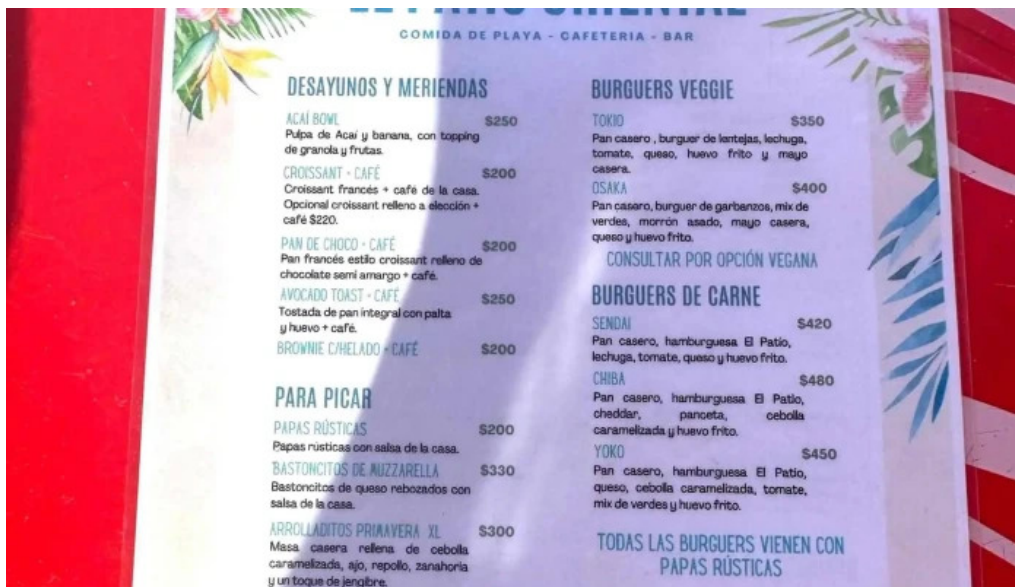 EL PATIO ORIENTAL
COMIDA DE PLAYA - CAFETERIA - BAR
DESAYUNOS Y MERIENDAS
ACAÍ BOWL $250
Pulpa de Acaí y banana, con topping
de granola y frutas.
CROISSANT + CAFÉ $200
Croissant francés + café de la casa.
Opcional croissant relleno a elección +
café $220.
PAN DE CHOCO + CAFÉ $200
Pan francés estilo croissant relleno de
chocolate semi amargo + café.
AVOCADO TOAST + CAFÉ $250
Tostada de pan integral con palta
y huevo + café.
BROWNIE C/HELADO + CAFÉ $200
PARA PICAR
PAPAS RÚSTICAS $200
Papas rústicas con salsa de la casa.
BASTONCITOS DE MUZZARELLA $330
Bastoncitos de queso rebozados con
salsa de la casa.
ARROLLADITOS PRIMAVERA XL $300
Masa casera rellena de cebolla
caramelizada, ajo, repollo, zanahoria
y un toque de jengibre.
BURGUERS VEGGIE
TOKIO $350
Pan casero , burguer de lentejas, lechuga,
tomate, queso, huevo frito y mayo
casera.
OSAKA $400
Pan casero, burguer de garbanzos, mix de
verdes, morrón asado, mayo casera,
queso y huevo frito.
CONSULTAR POR OPCIÓN VEGANA
BURGUERS DE CARNE
SENDAI $420
Pan casero, hamburguesa El Patio,
lechuga, tomate, queso y huevo frito.
CHIBA $480
Pan casero, hamburguesa El Patio,
cheddar, panceta, cebolla
caramelizada y huevo frito.
YOKO $450
Pan casero, hamburguesa El Patio,
queso, cebolla caramelizada, tomate,
mix de verdes y huevo frito.
TODAS LAS BURGUERS VIENEN CON
PAPAS RÚSTICAS